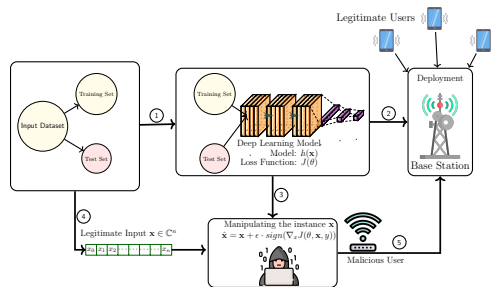 Legitimate Users
Deployment
Base Station
Training Set
Input Dataset
Test Set
1
Training Set
Test Set
Deep Learning Model
Model: h(x)
Loss Function: J(θ)
2
3
4
Legitimate Input x ∈ ℂⁿ
x₀ x₁ x₂ · · · · · · xₙ
Manipulating the instance x
x̂ = x + ϵ · sign(∇ₓJ(θ, x, y))
Malicious User
5